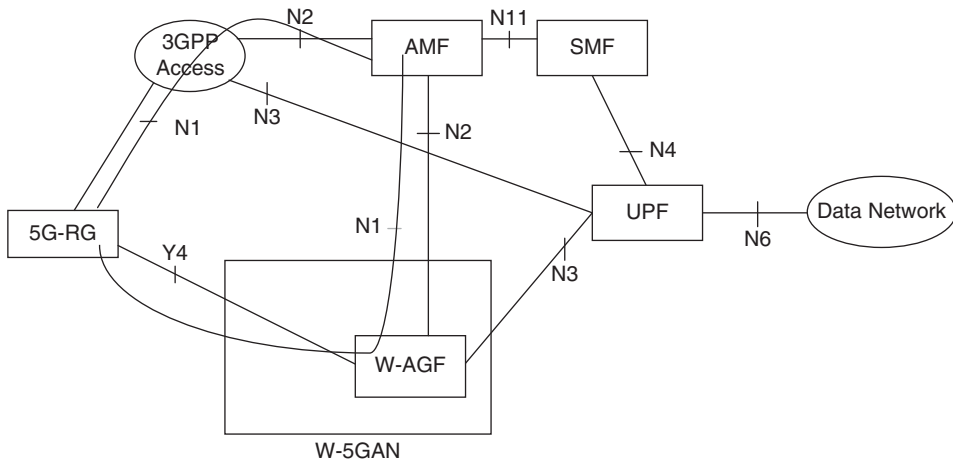 N2
N11
3GPP
Access
AMF
SMF
N1
N3
N2
N4
5G-RG
N1
UPF
Data Network
Y4
N3
N6
W-AGF
W-5GAN